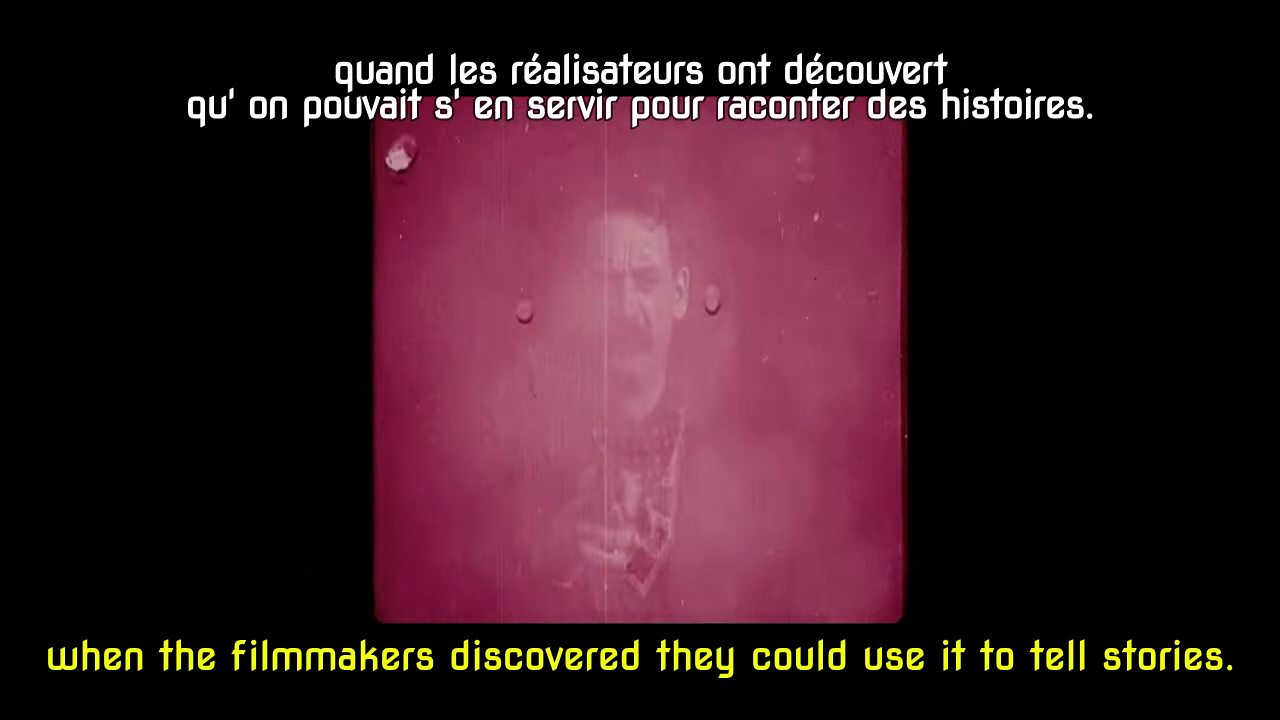 quand les réalisateurs ont découvert
qu' on pouvait s' en servir pour raconter des histoires.
when the filmmakers discovered they could use it to tell stories.